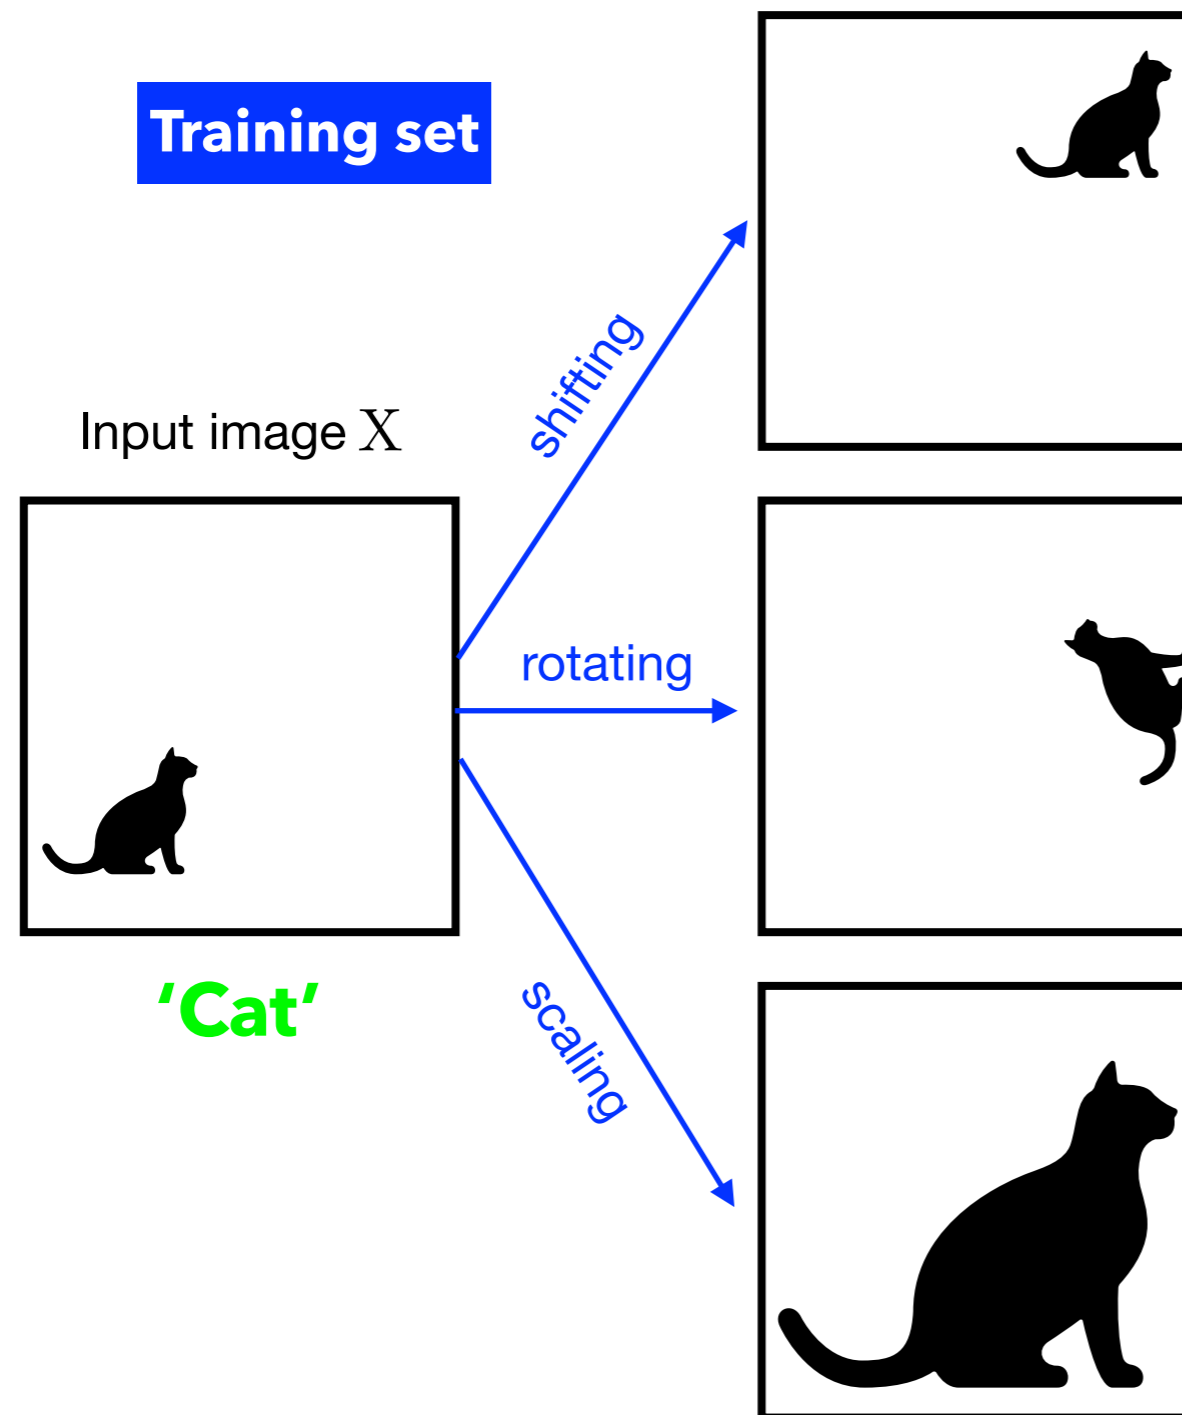 Training set
shifting
Input image X
rotating
'Cat'
scaling